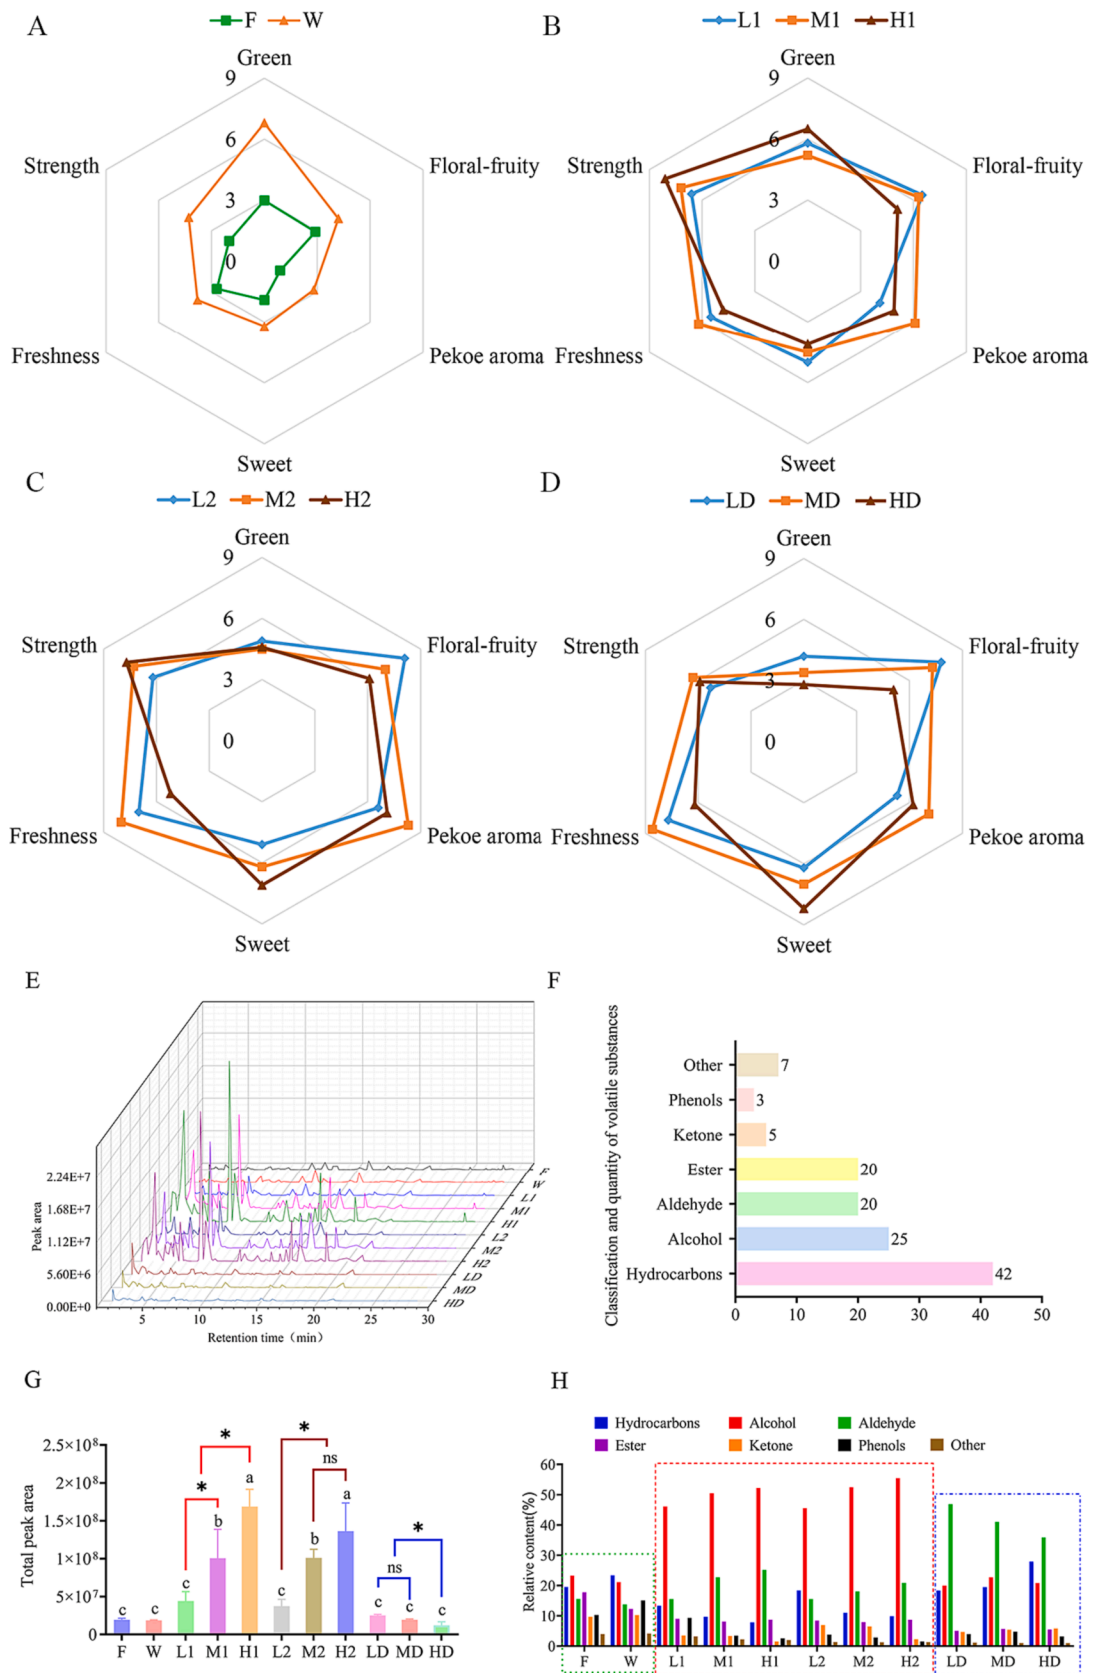 A
F
W
Green
9
6
3
0
Strength
Floral-fruity
Freshness
Pekoe aroma
Sweet
B
L1
M1
H1
Green
9
6
3
0
Strength
Floral-fruity
Freshness
Pekoe aroma
Sweet
C
L2
M2
H2
Green
9
6
3
0
Strength
Floral-fruity
Freshness
Pekoe aroma
Sweet
D
LD
MD
HD
Green
9
6
3
0
Strength
Floral-fruity
Freshness
Pekoe aroma
Sweet
E
Peak area
2.24E+7
1.68E+7
1.12E+7
5.60E+6
0.00E+0
5 10 15 20 25 30
Retention time（min）
F
W
L1
M1
H1
L2
M2
H2
LD
MD
HD
F
Classification and quantity of volatile substances
Other 7
Phenols 3
Ketone 5
Ester 20
Aldehyde 20
Alcohol 25
Hydrocarbons 42
0 10 20 30 40 50
G
Total peak area
2.5×10⁸
2×10⁸
1.5×10⁸
1×10⁸
5×10⁷
0
c c c b a c b a c c c
* * * ns ns *
F W L1 M1 H1 L2 M2 H2 LD MD HD
H
Hydrocarbons Alcohol Aldehyde
Ester Ketone Phenols Other
Relative content(%)
60
50
40
30
20
10
0
F W L1 M1 H1 L2 M2 H2 LD MD HD